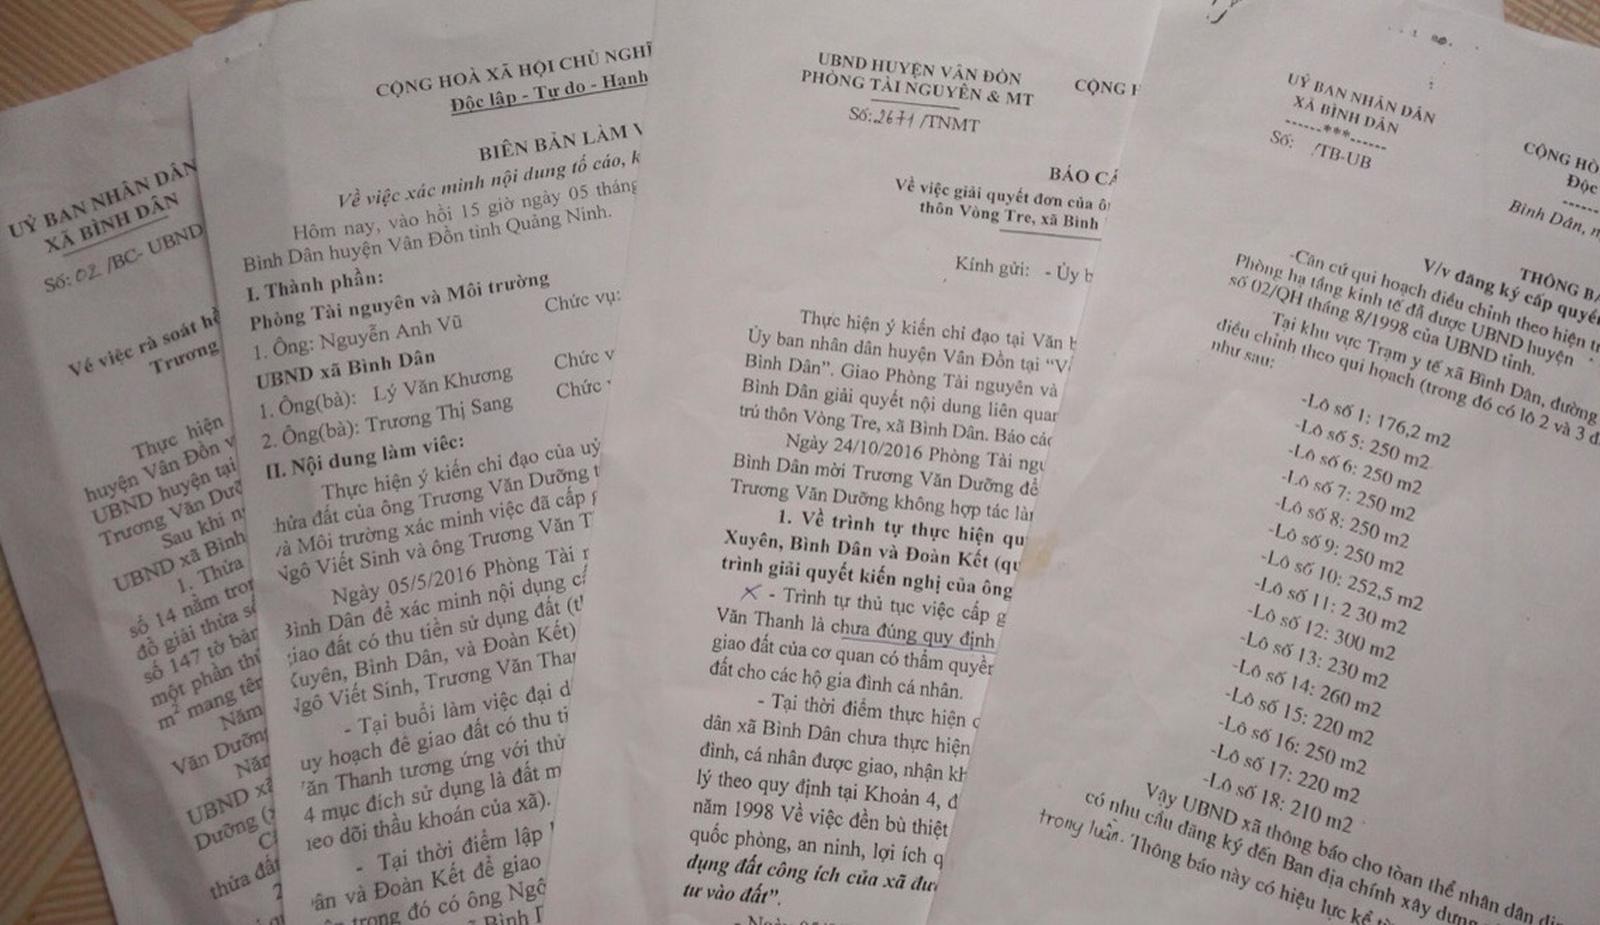 UỶ BAN NHÂN DÂN
XÃ BÌNH DÂN
Số: 02 /BC- UBND
Về việc rà soát hồ
Trương
Thực hiện
huyện Vân Đồn v
UBND huyện tại
Trương Văn Dưỡ
Sau khi n
UBND xã Bình
1. Thửa
số 14 nằm tron
đồ giải thửa số
số 147 tờ bản
một phần thử
m² mang tên
Năm
Văn Dưỡng
Năm
UBND xã
Dưỡng (
thửa đất
CỘNG HOÀ XÃ HỘI CHỦ NGHĨ
Độc lập - Tự do - Hạnh
BIÊN BẢN LÀM V
Về việc xác minh nội dung tố cáo, k
Hôm nay, vào hồi 15 giờ ngày 05 tháng
Bình Dân huyện Vân Đồn tỉnh Quảng Ninh.
I. Thành phần:
Phòng Tài nguyên và Môi trường
1. Ông: Nguyễn Anh Vũ Chức vụ:
UBND xã Bình Dân
1. Ông(bà): Lý Văn Khương Chức v
2. Ông(bà): Trương Thị Sang Chức
II. Nội dung làm việc:
Thực hiện ý kiến chỉ đạo của uỷ
hửa đất của ông Trương Văn Dưỡng t
và Môi trường xác minh việc đã cấp g
Ngô Viết Sinh và ông Trương Văn T
Ngày 05/5/2016 Phòng Tài n
Bình Dân để xác minh nội dụng cấ
giao đất có thu tiền sử dụng đất (t
Xuyên, Bình Dân, và Đoàn Kết)
Ngô Viết Sinh, Trương Văn Than
- Tại buổi làm việc đại d
uy hoạch để giao đất có thu ti
Văn Thanh tương ứng với thử
4 mục đích sử dụng là đất m
heo dõi thầu khoán của xã).
- Tại thời điểm lập
ân và Đoàn Kết để giao
trong đó có ông Ngô
UBND HUYỆN VÂN ĐỒN
PHÒNG TÀI NGUYÊN & MT
CỘNG H
Số: 2671 /TNMT
BÁO CÁ
Về việc giải quyết đơn của ô
thôn Vòng Tre, xã Bình
Kính gửi: - Ủy b
Thực hiện ý kiến chỉ đạo tại Văn b
Ủy ban nhân dân huyện Vân Đồn tại “V
Bình Dân”. Giao Phòng Tài nguyên và
Bình Dân giải quyết nội dung liên quan
trú thôn Vòng Tre, xã Bình Dân. Báo cáo
Ngày 24/10/2016 Phòng Tài ngu
Bình Dân mời Trương Văn Dưỡng để
Trương Văn Dưỡng không hợp tác làm
1. Về trình tự thực hiện qu
Xuyên, Bình Dân và Đoàn Kết (qu
trình giải quyết kiến nghị của ông
- Trình tự thủ tục việc cấp g
Văn Thanh là chưa đúng quy định
giao đất của cơ quan có thẩm quyền
đất cho các hộ gia đình cá nhân.
- Tại thời điểm thực hiện c
dân xã Bình Dân chưa thực hiện
đình, cá nhân được giao, nhận kh
lý theo quy định tại Khoản 4, đ
năm 1998 Về việc đền bù thiệt
quốc phòng, an ninh, lợi ích q
dụng đất công ích của xã đư
tư vào đất”.
UỶ BAN NHÂN DÂN
XÃ BÌNH DÂN
------***------
Số: /TB-UB
CỘNG HÒ
Độc
Bình Dân, n
THÔNG BÁ
V/v đăng ký cấp quyề
-Căn cứ qui hoạch điều chỉnh theo hiện tr
Phòng hạ tầng kinh tế đã được UBND huyện
số 02/QH tháng 8/1998 của UBND tỉnh.
Tại khu vực Trạm y tế xã Bình Dân, đường
điều chỉnh theo qui hoạch (trong đó có lô 2 và 3 đ
như sau:
-Lô số 1: 176,2 m2
-Lô số 5: 250 m2
-Lô số 6: 250 m2
-Lô số 7: 250 m2
-Lô số 8: 250 m2
-Lô số 9: 250 m2
-Lô số 10: 252,5 m2
-Lô số 11: 2 30 m2
-Lô số 12: 300 m2
-Lô số 13: 230 m2
-Lô số 14: 260 m2
-Lô số 15: 220 m2
-Lô số 16: 250 m2
-Lô số 17: 220 m2
-Lô số 18: 210 m2
Vậy UBND xã thông báo cho tòan thể nhân dân
có nhu cầu đăng ký đến Ban địa chính xây dựng
trong luần. Thông báo này có hiệu lực kể